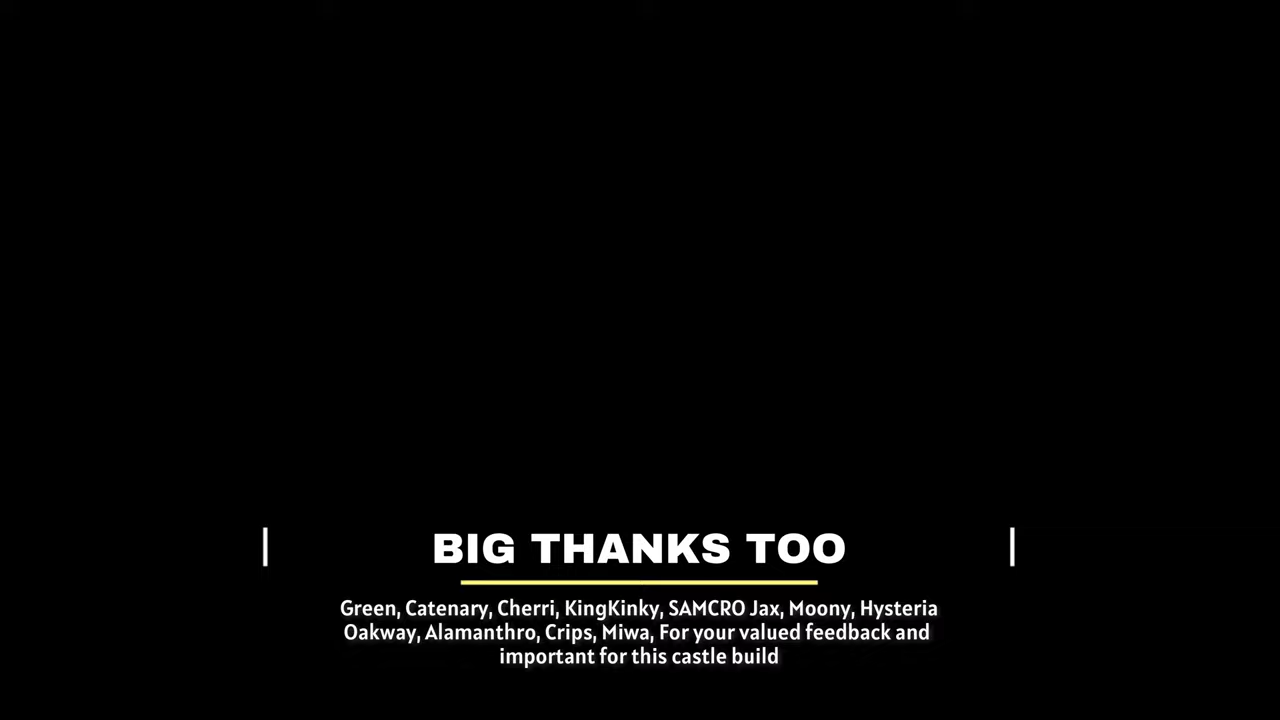 BIG THANKS TOO
Green, Catenary, Cherri, KingKinky, SAMCRO Jax, Moony, Hysteria
Oakway, Alamanthro, Crips, Miwa, For your valued feedback and
important for this castle build